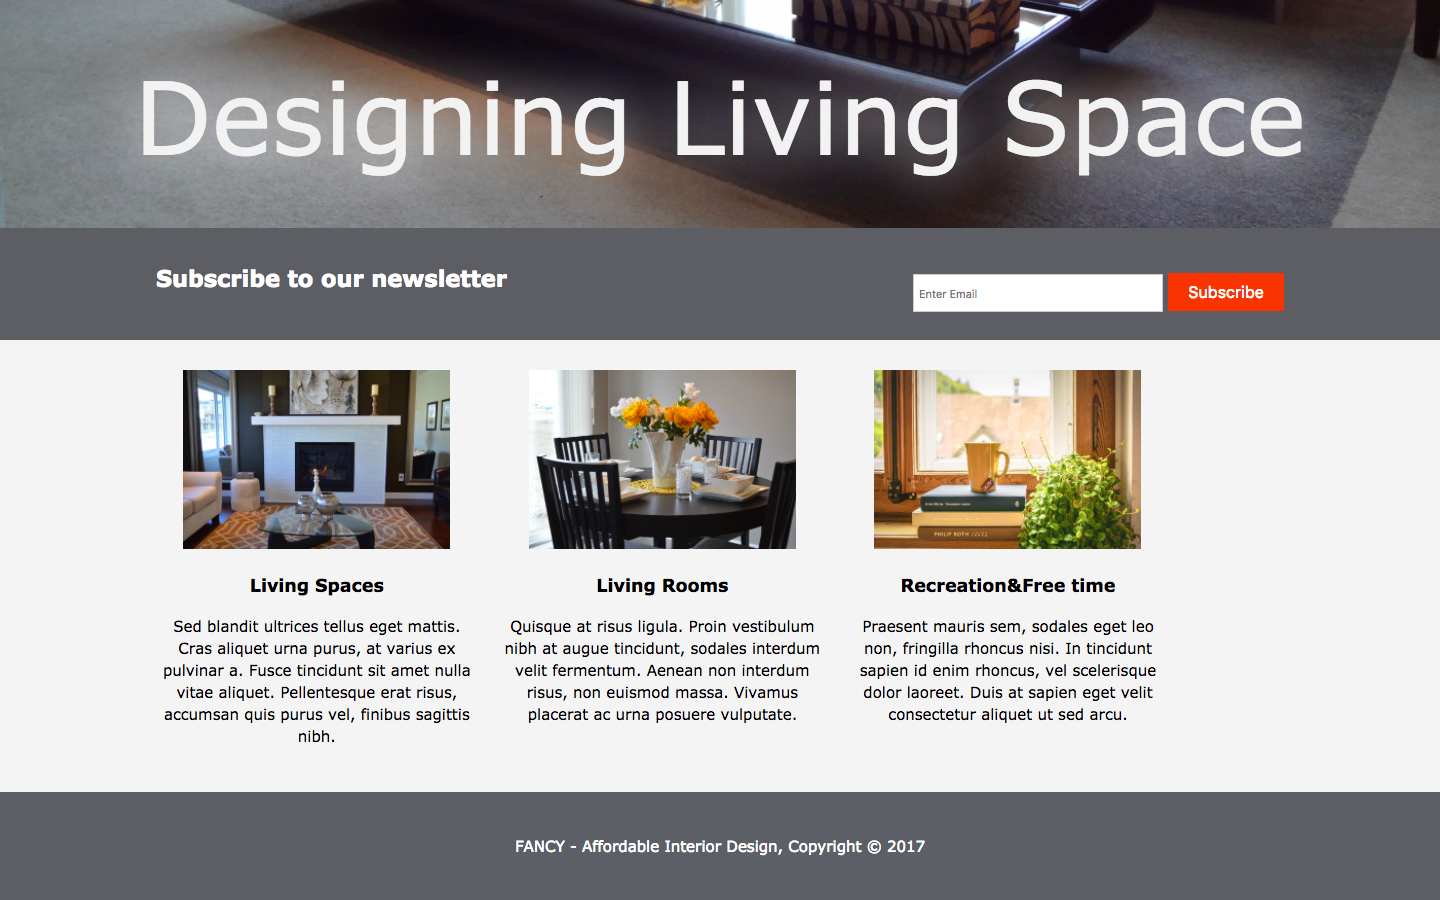 Designing Living Space
Subscribe to our newsletter
Enter Email
Subscribe
Living Spaces
Sed blandit ultrices tellus eget mattis.
Cras aliquet urna purus, at varius ex
pulvinar a. Fusce tincidunt sit amet nulla
vitae aliquet. Pellentesque erat risus,
accumsan quis purus vel, finibus sagittis
nibh.
Living Rooms
Quisque at risus ligula. Proin vestibulum
nibh at augue tincidunt, sodales interdum
velit fermentum. Aenean non interdum
risus, non euismod massa. Vivamus
placerat ac urna posuere vulputate.
PHILIP ROTH
Recreation&Free time
Praesent mauris sem, sodales eget leo
non, fringilla rhoncus nisi. In tincidunt
sapien id enim rhoncus, vel scelerisque
dolor laoreet. Duis at sapien eget velit
consectetur aliquet ut sed arcu.
FANCY - Affordable Interior Design, Copyright © 2017